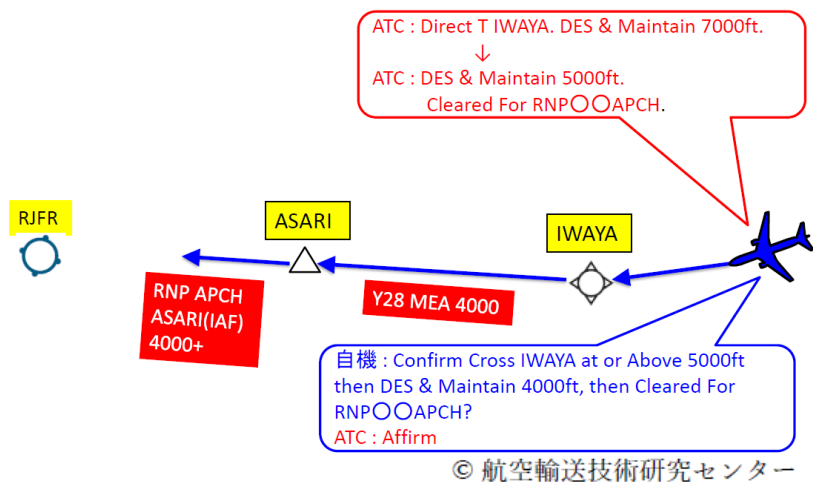 ATC : Direct T IWAYA. DES & Maintain 7000ft.
↓
ATC : DES & Maintain 5000ft.
Cleared For RNP〇〇APCH.
RJFR
ASARI
IWAYA
RNP APCH
ASARI(IAF)
4000+
Y28 MEA 4000
自機 : Confirm Cross IWAYA at or Above 5000ft
then DES & Maintain 4000ft, then Cleared For
RNP〇〇APCH?
ATC : Affirm
© 航空輸送技術研究センター